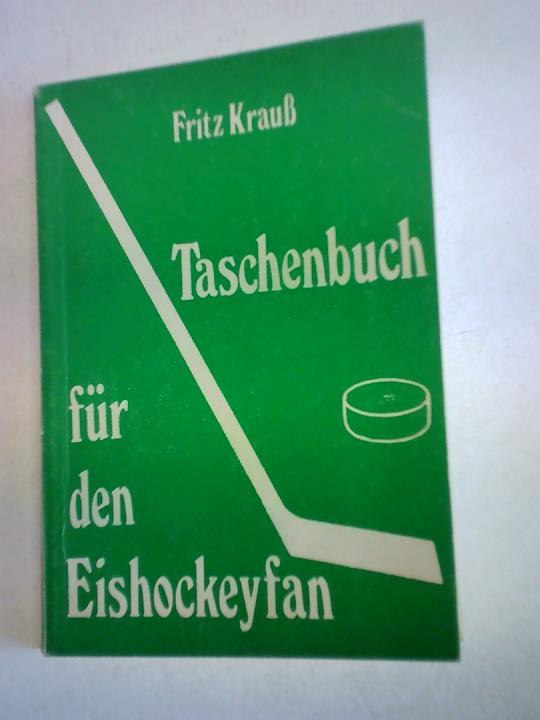 Fritz Krauß
Taschenbuch
für
den
Eishockeyfan